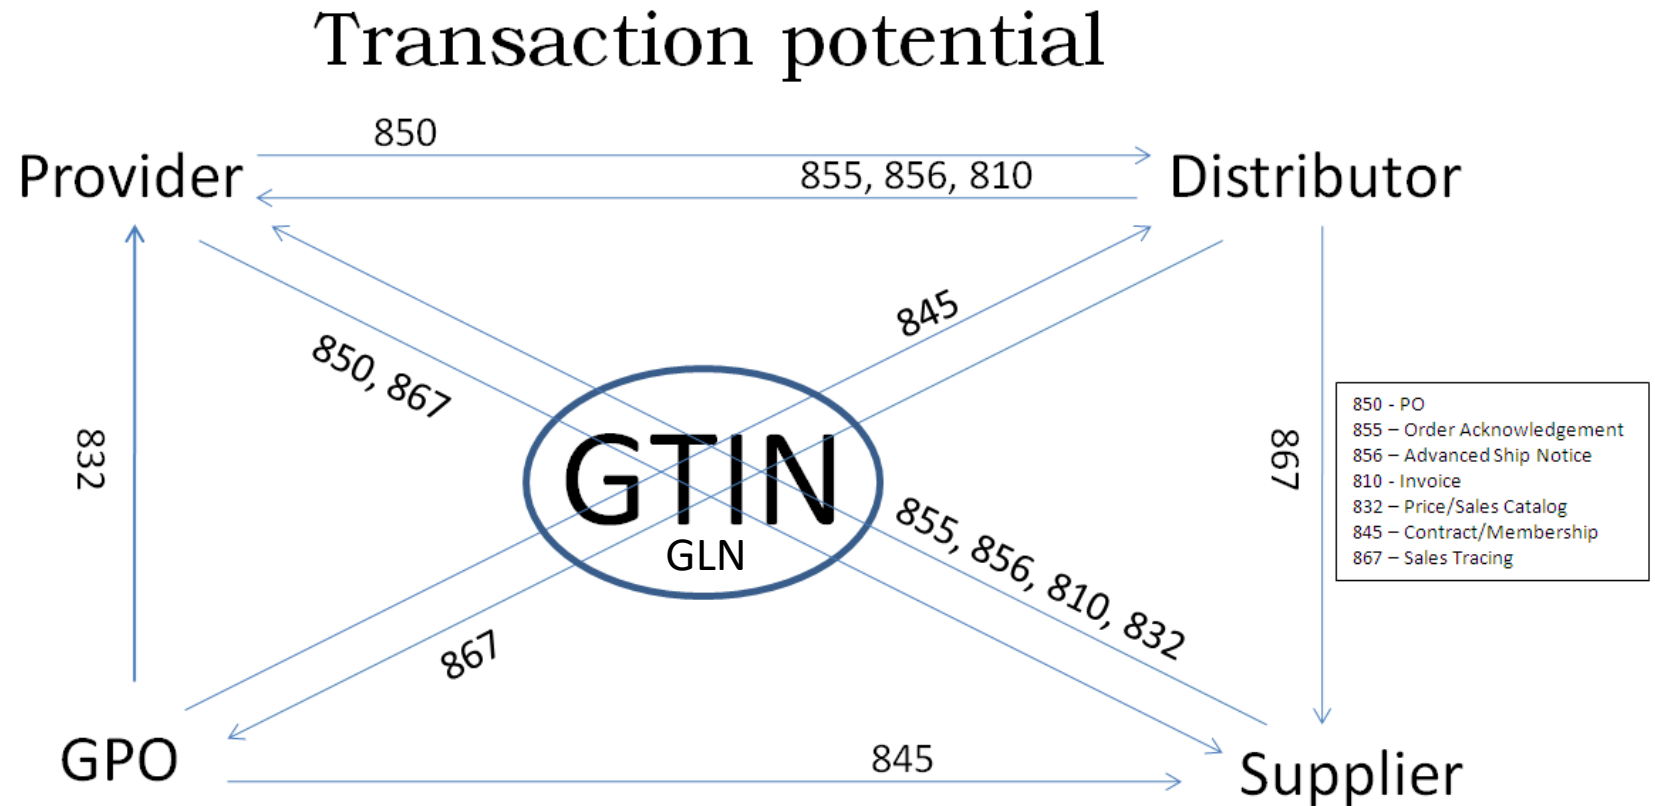 Transaction potential
850
Provider
855, 856, 810
Distributor
845
850, 867
832
GTIN
GLN
867
850 - PO
855 – Order Acknowledgement
856 – Advanced Ship Notice
810 - Invoice
832 – Price/Sales Catalog
845 – Contract/Membership
867 – Sales Tracing
855, 856, 810, 832
867
GPO
845
Supplier